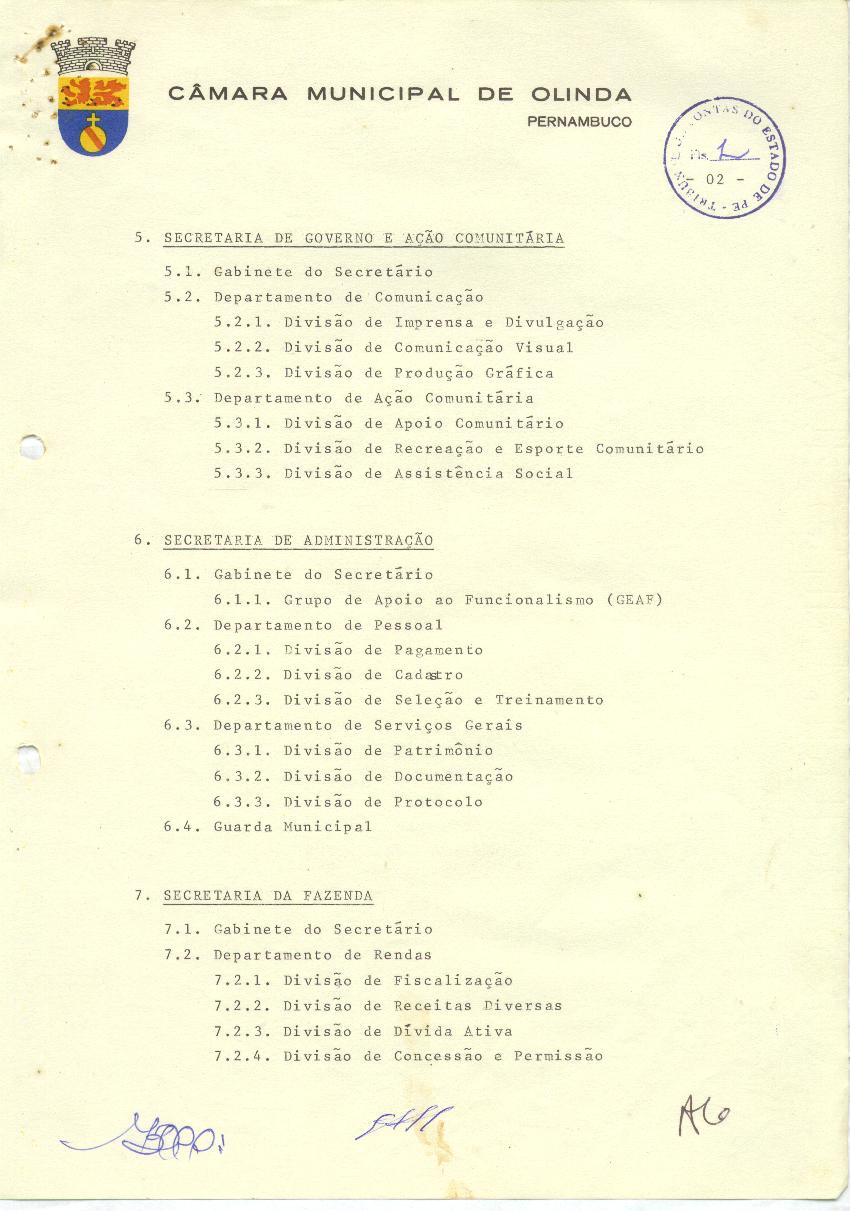 CÂMARA MUNICIPAL DE OLINDA
PERNAMBUCO
CONTAS DO ESTADO DE PE - TRIBUN
Fls.
- 02 -
5. SECRETARIA DE GOVERNO E AÇÃO COMUNITÁRIA
5.1. Gabinete do Secretário
5.2. Departamento de Comunicação
5.2.1. Divisão de Imprensa e Divulgação
5.2.2. Divisão de Comunicação Visual
5.2.3. Divisão de Produção Gráfica
5.3. Departamento de Ação Comunitária
5.3.1. Divisão de Apoio Comunitário
5.3.2. Divisão de Recreação e Esporte Comunitário
5.3.3. Divisão de Assistência Social
6. SECRETARIA DE ADMINISTRAÇÃO
6.1. Gabinete do Secretário
6.1.1. Grupo de Apoio ao Funcionalismo (GEAF)
6.2. Departamento de Pessoal
6.2.1. Divisão de Pagamento
6.2.2. Divisão de Cadastro
6.2.3. Divisão de Seleção e Treinamento
6.3. Departamento de Serviços Gerais
6.3.1. Divisão de Patrimônio
6.3.2. Divisão de Documentação
6.3.3. Divisão de Protocolo
6.4. Guarda Municipal
7. SECRETARIA DA FAZENDA
7.1. Gabinete do Secretário
7.2. Departamento de Rendas
7.2.1. Divisão de Fiscalização
7.2.2. Divisão de Receitas Diversas
7.2.3. Divisão de Dívida Ativa
7.2.4. Divisão de Concessão e Permissão